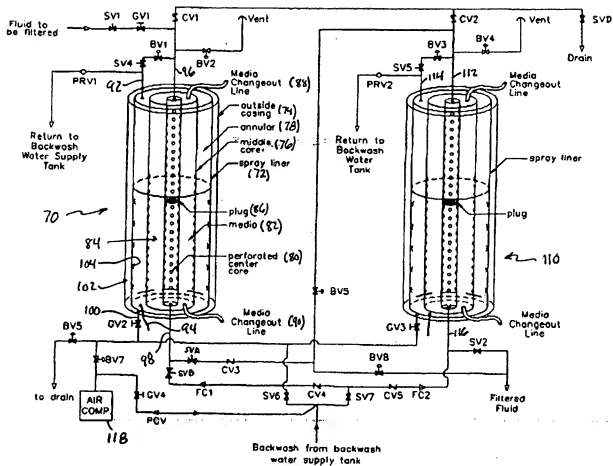 SV1 GV1
CV1
CV2
Vent
Vent
SVD
Fluid to
be filtered
BV1
BV2
BV3
BV4
Drain
SV4
96
SV5
114
112
PRV1
92
Media
Changeout
Line
(88)
PRV2
Media
Changeout
Line
outside
casing (74)
annular (78)
middle
core (76)
spray liner
(72)
Return to
Backwash
Water Supply
Tank
Return to
Backwash
Water
Tank
spray liner
plug (86)
plug
70
media (82)
84
110
104
perforated (80)
center
core
102
BV5
100
94
Media
Changeout
Line (90)
Media
Changeout
Line
BV5
GV2
98
GV3
116
SVA
CV3
BV8
SV2
BV7
SVB
to drain
FC1
CV4
CV5
FC2
SV6
SV7
Filtered
Fluid
AIR
COMP.
GV4
118
PCV
Backwash from backwash
water supply tank